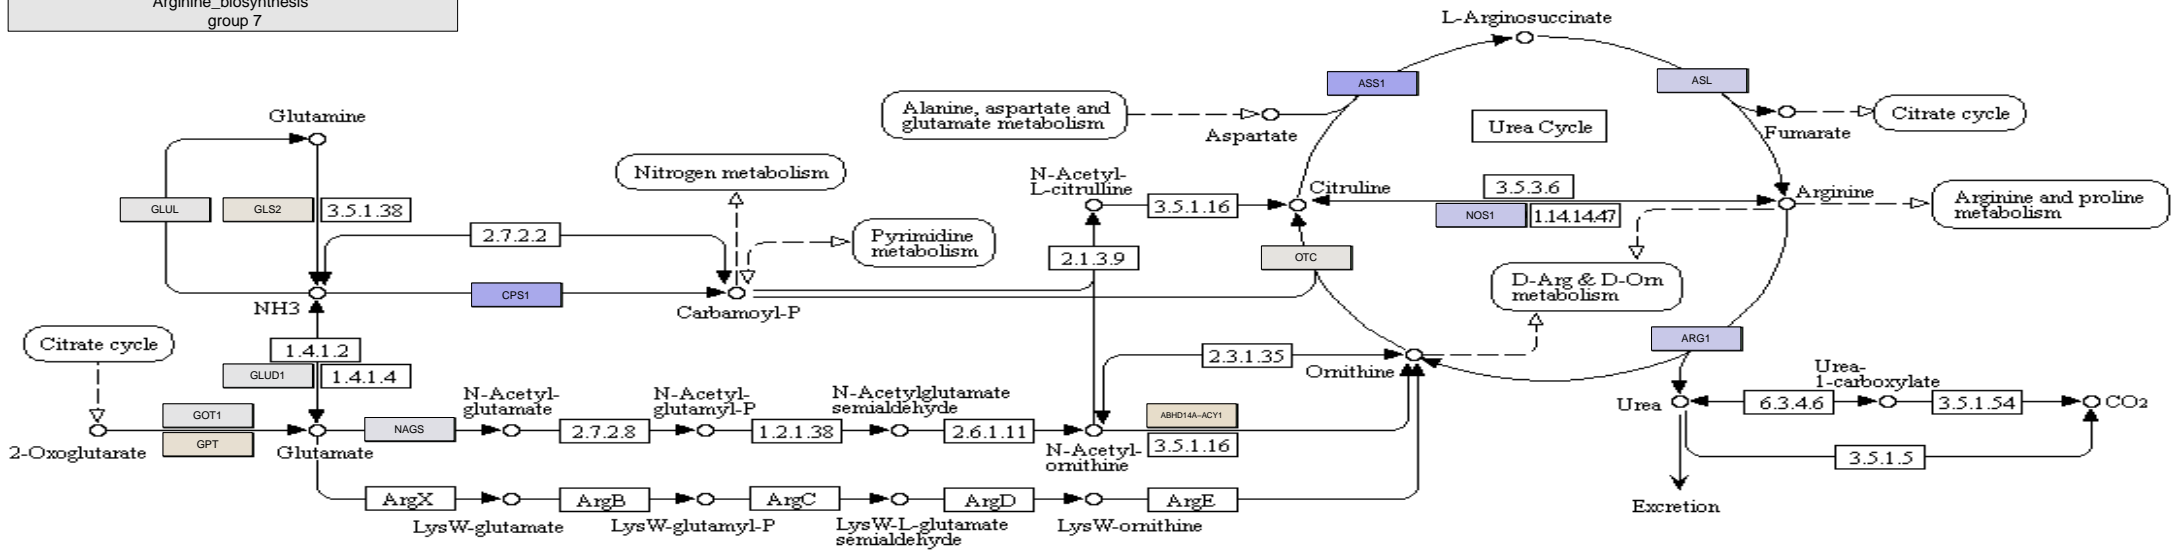 Arginine_biosynthesis
group 7
L-Arginosuccinate
ASS1
ASL
Alanine, aspartate and
glutamate metabolism
Aspartate
Urea Cycle
Fumarate
Citrate cycle
Glutamine
Nitrogen metabolism
N-Acetyl-
L-citrulline
3.5.1.16
Citruline
3.5.3.6
Arginine
Arginine and proline
metabolism
GLUL
GLS2
3.5.1.38
NOS1
1.14.14.47
2.7.2.2
Pyrimidine
metabolism
2.1.3.9
OTC
D-Arg & D-Orn
metabolism
NH3
CPS1
Carbamoyl-P
Citrate cycle
1.4.1.2
GLUD1
1.4.1.4
2.3.1.35
Ornithine
ARG1
Urea-
1-carboxylate
Urea
6.3.4.6
3.5.1.54
CO2
GOT1
GPT
2-Oxoglutarate
Glutamate
NAGS
N-Acetyl-
glutamate
2.7.2.8
N-Acetyl-
glutamyl-P
1.2.1.38
N-Acetylglutamate
semialdehyde
2.6.1.11
N-Acetyl-
ornithine
ABHD14A-ACY1
3.5.1.16
3.5.1.5
Excretion
ArgX
LysW-glutamate
ArgB
LysW-glutamyl-P
ArgC
LysW-L-glutamate
semialdehyde
ArgD
LysW-ornithine
ArgE